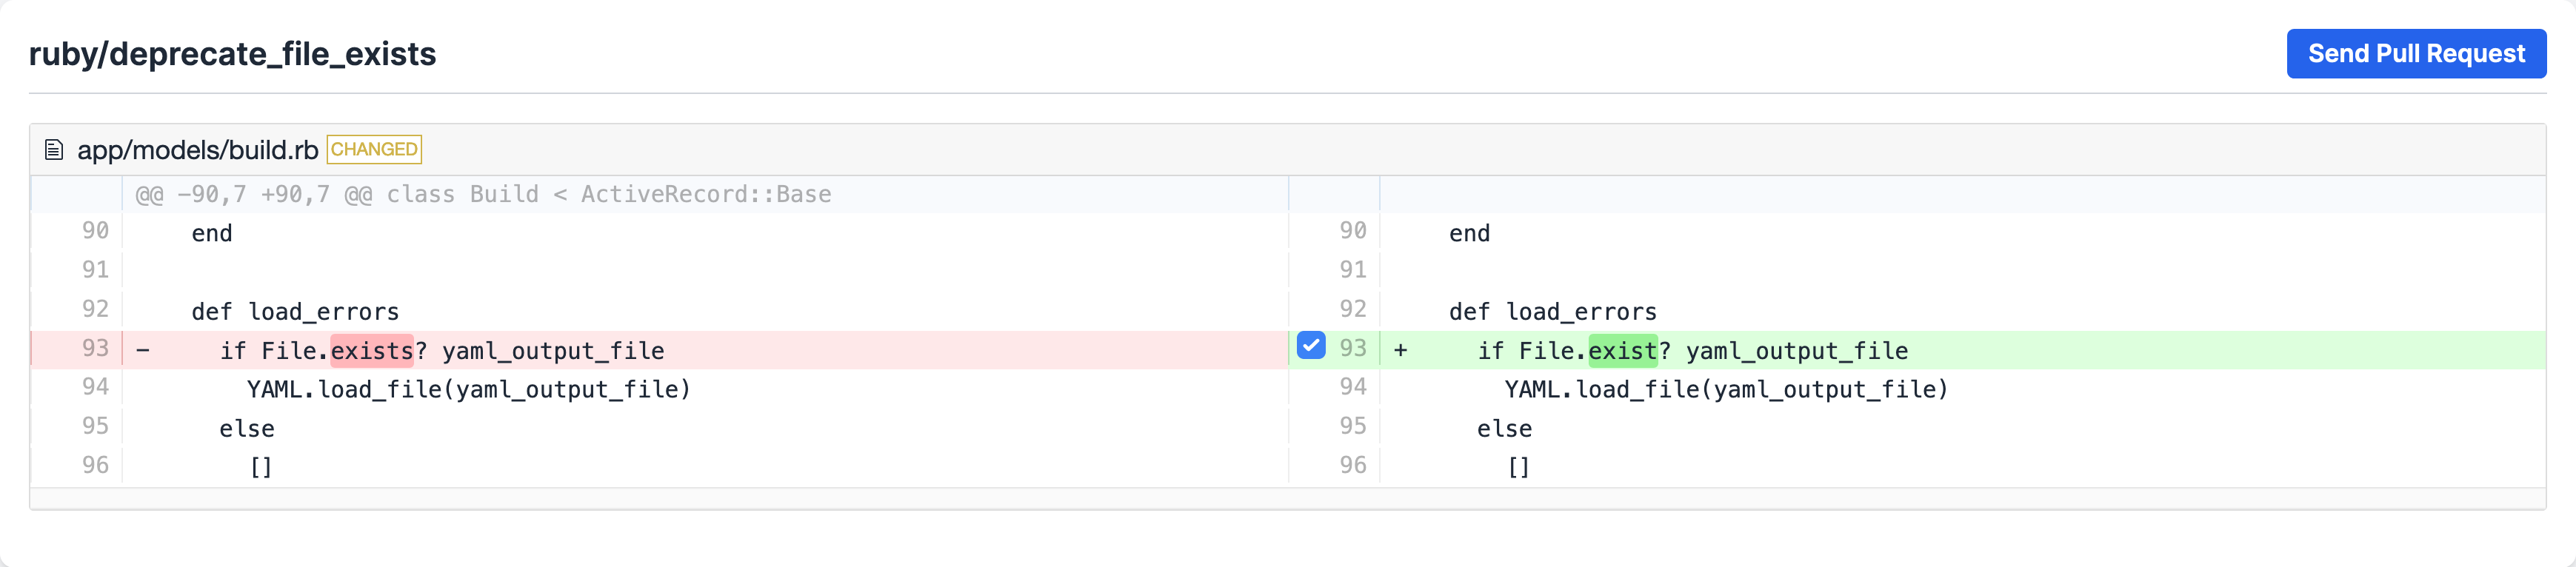 ruby/deprecate_file_exists
Send Pull Request
app/models/build.rb CHANGED
@@ -90,7 +90,7 @@ class Build < ActiveRecord::Base
90 end
91
92 def load_errors
93 - if File.exists? yaml_output_file
94 YAML.load_file(yaml_output_file)
95 else
96 []
90 end
91
92 def load_errors
93 + if File.exist? yaml_output_file
94 YAML.load_file(yaml_output_file)
95 else
96 []